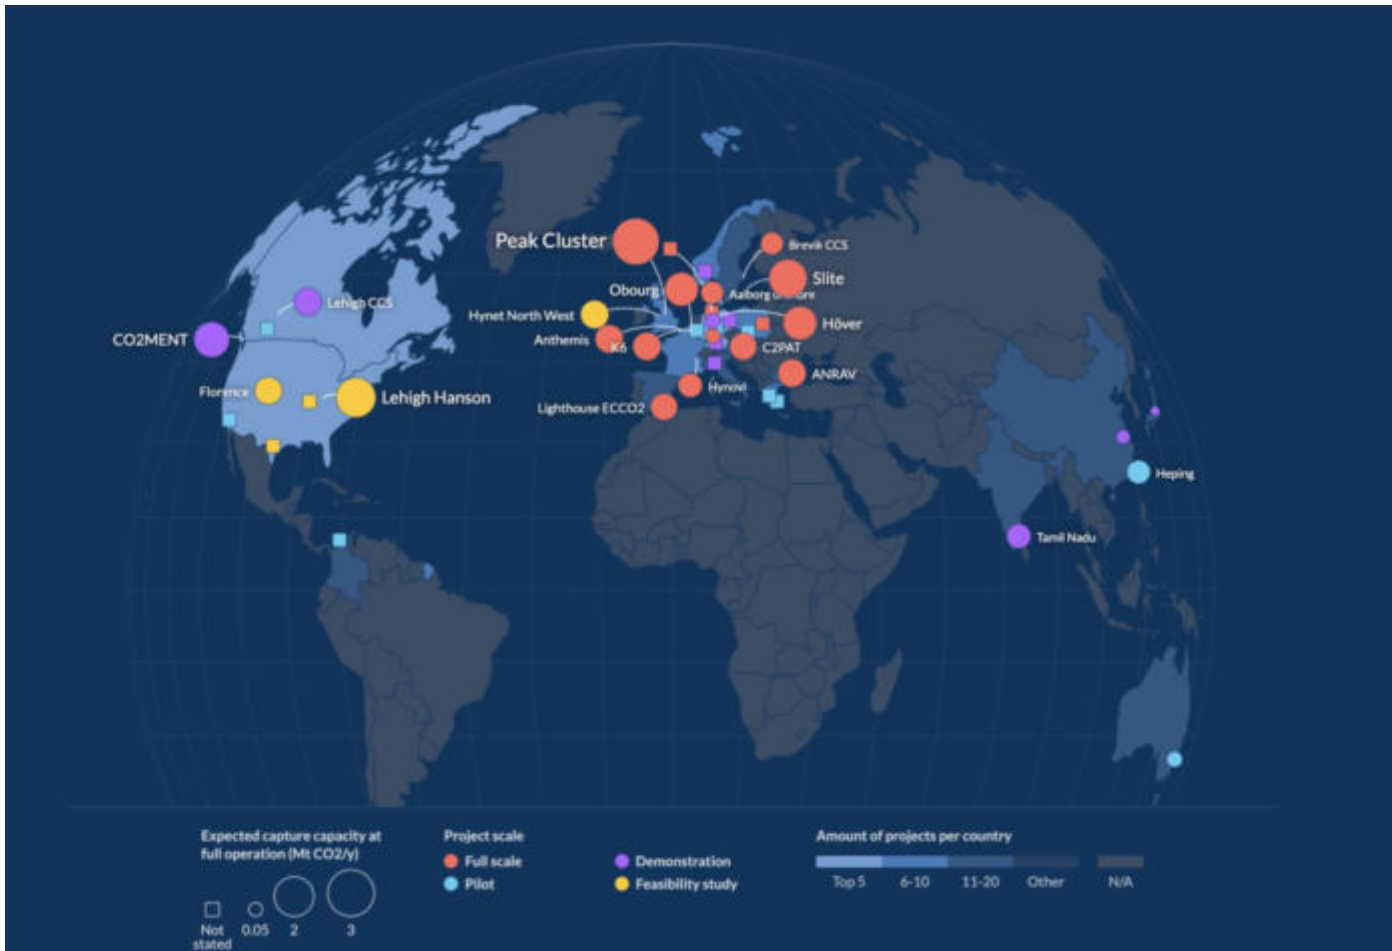 Peak Cluster
Brevik CCS
Slite
Obourg
Aalborg
Lehigh CCS
Hynet North West
Höver
CO2MENT
Anthemis
K6
C2PAT
ANRAV
Hynovi
Florence
Lehigh Hanson
Lighthouse ECCO2
Heping
Tamil Nadu
Expected capture capacity at
full operation (Mt CO2/y)
Not
stated
0.05
2
3
Project scale
Full scale
Pilot
Demonstration
Feasibility study
Amount of projects per country
Top 5
6-10
11-20
Other
N/A